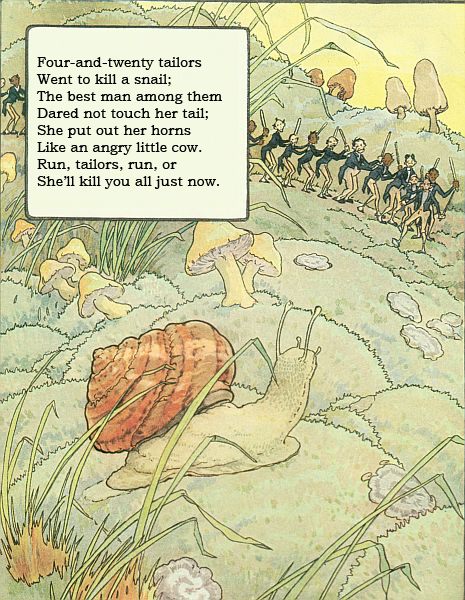 Four-and-twenty tailors
Went to kill a snail;
The best man among them
Dared not touch her tail;
She put out her horns
Like an angry little cow.
Run, tailors, run, or
She'll kill you all just now.